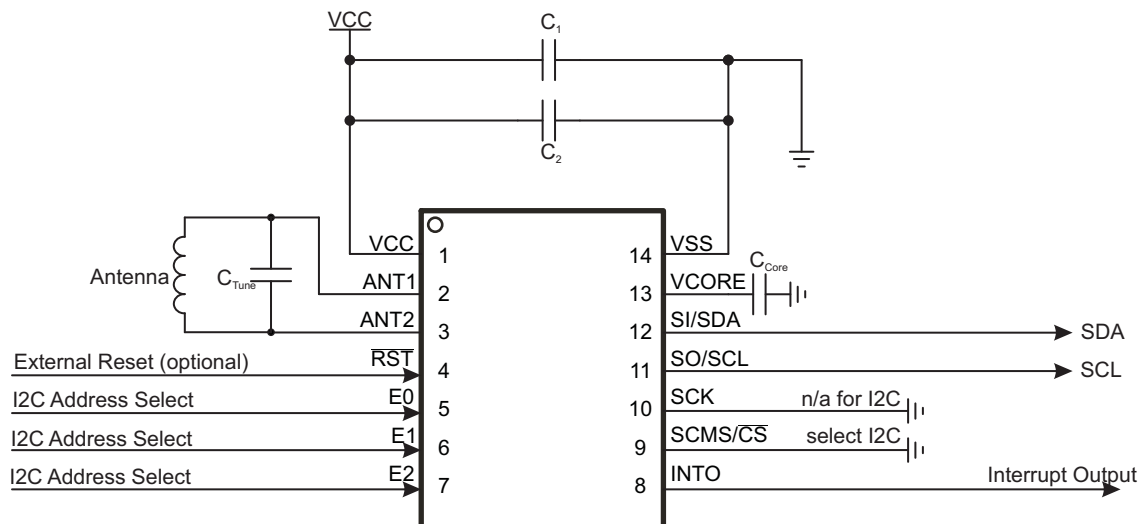 VCC
C1
C2
VCC 1 14 VSS
Antenna CTune ANT1 2 13 VCORE CCore
ANT2 3 12 SI/SDA SDA
External Reset (optional) RST 4 11 SO/SCL SCL
I2C Address Select E0 5 10 SCK n/a for I2C
I2C Address Select E1 6 9 SCMS/CS select I2C
I2C Address Select E2 7 8 INTO Interrupt Output